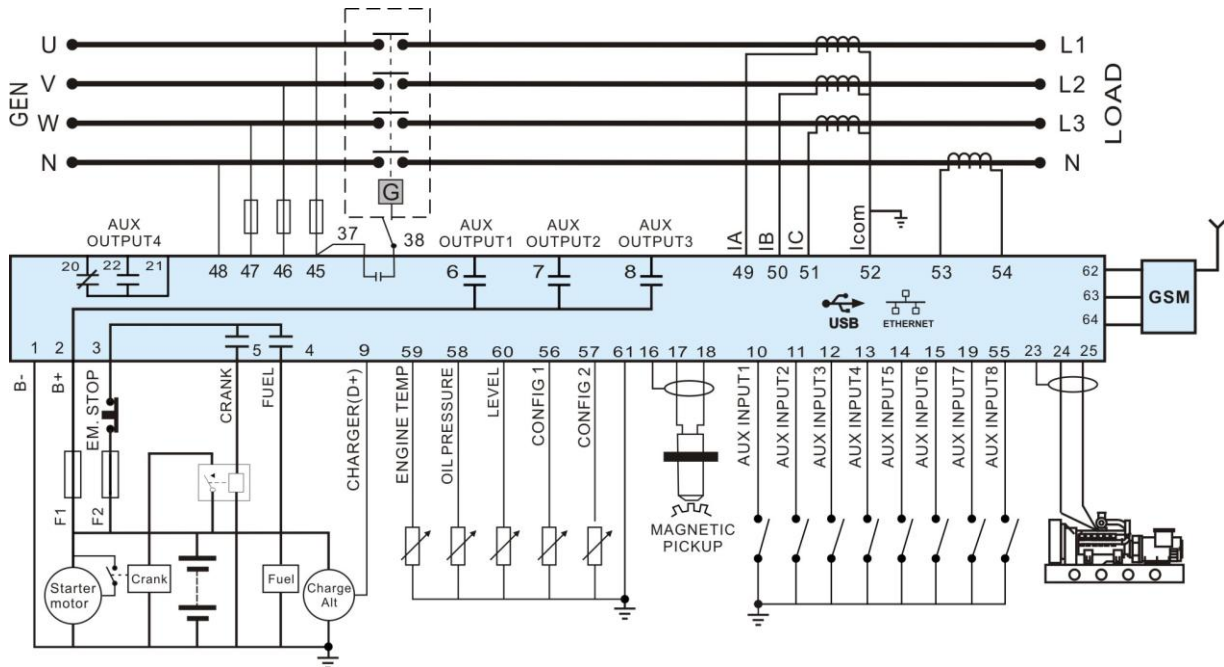 U
L1
V
L2
GEN
LOAD
W
L3
N
N
G
AUX
OUTPUT4
37
38
AUX
OUTPUT1
AUX
OUTPUT2
AUX
OUTPUT3
IA
IB
IC
Icom
20
22
21
48
47
46
45
6
7
8
49
50
51
52
53
54
62
63
64
GSM
USB
ETHERNET
1
2
3
5
4
9
59
58
60
56
57
61
16
17
18
10
11
12
13
14
15
19
55
23
24
25
B-
B+
EM. STOP
CRANK
FUEL
CHARGER(D+)
ENGINE TEMP
OIL PRESSURE
LEVEL
CONFIG 1
CONFIG 2
AUX INPUT1
AUX INPUT2
AUX INPUT3
AUX INPUT4
AUX INPUT5
AUX INPUT6
AUX INPUT7
AUX INPUT8
F1
F2
MAGNETIC
PICKUP
Starter
motor
Crank
Fuel
Charge
Alt